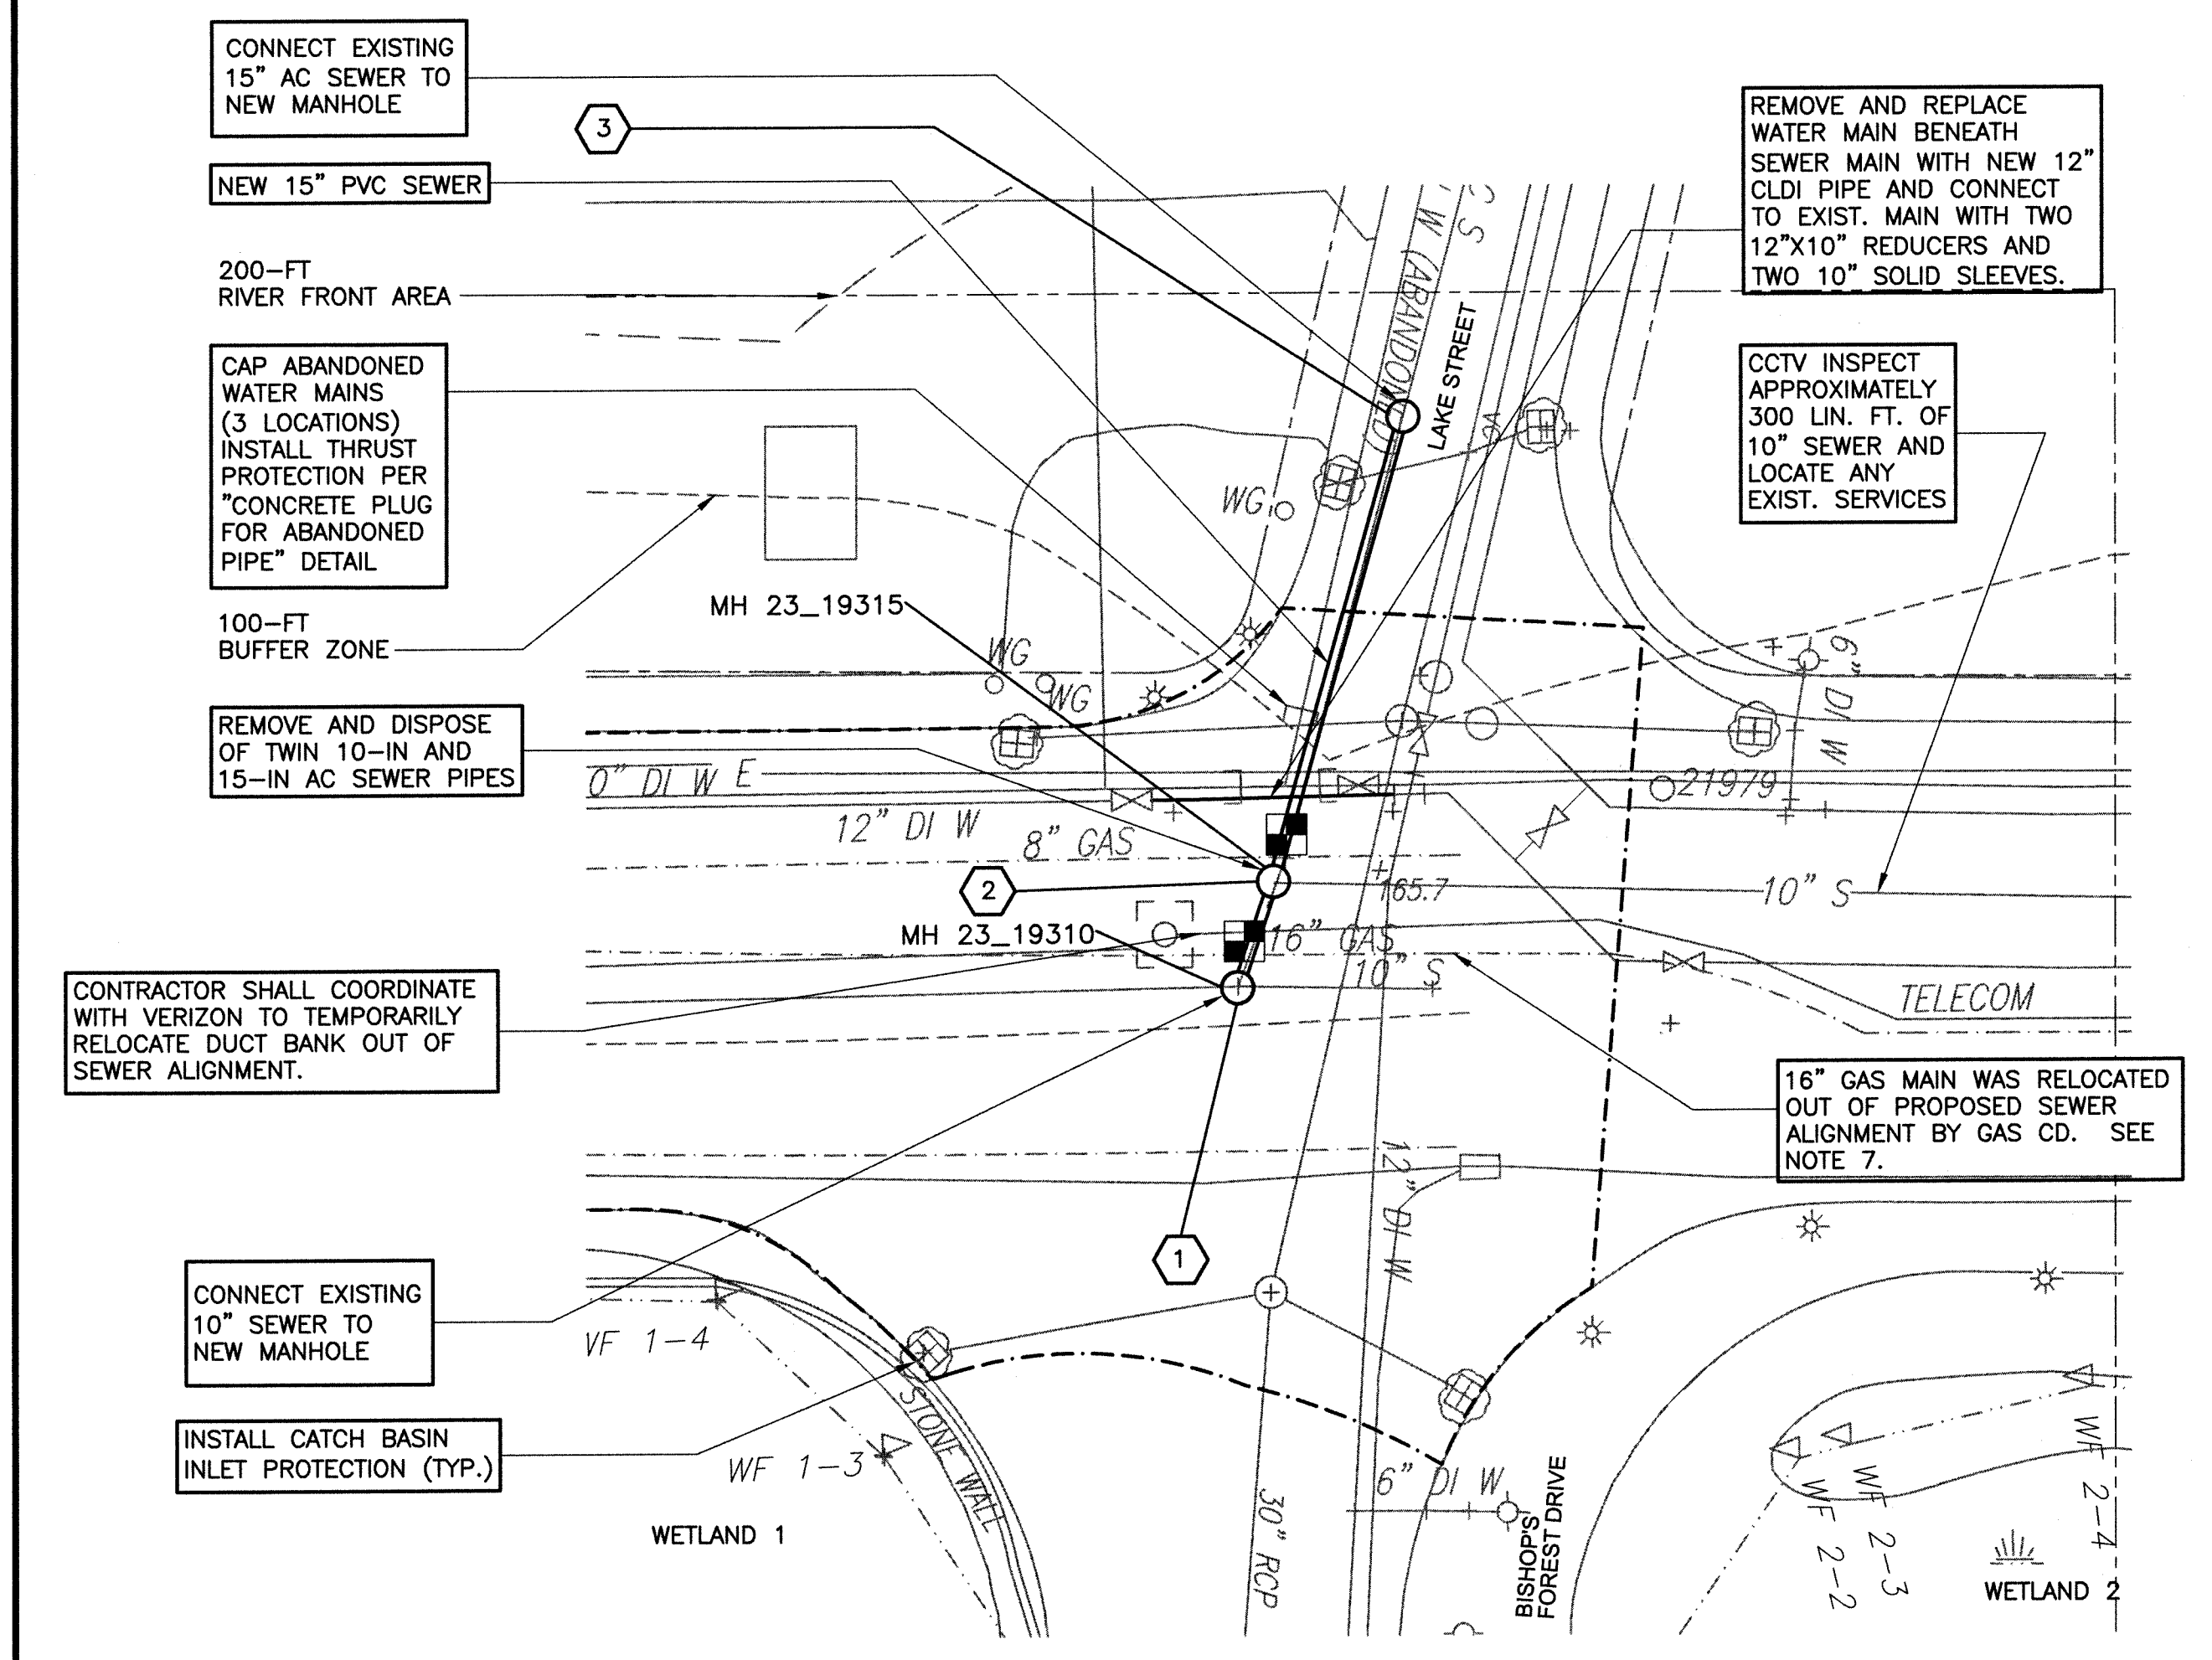 CONNECT EXISTING
15" AC SEWER TO
NEW MANHOLE
3
NEW 15" PVC SEWER
200-FT
RIVER FRONT AREA
CAP ABANDONED
WATER MAINS
(3 LOCATIONS)
INSTALL THRUST
PROTECTION PER
"CONCRETE PLUG
FOR ABANDONED
PIPE" DETAIL
100-FT
BUFFER ZONE
REMOVE AND DISPOSE
OF TWIN 10-IN AND
15-IN AC SEWER PIPES
CONTRACTOR SHALL COORDINATE
WITH VERIZON TO TEMPORARILY
RELOCATE DUCT BANK OUT OF
SEWER ALIGNMENT.
CONNECT EXISTING
10" SEWER TO
NEW MANHOLE
INSTALL CATCH BASIN
INLET PROTECTION (TYP.)
REMOVE AND REPLACE
WATER MAIN BENEATH
SEWER MAIN WITH NEW 12"
CLDI PIPE AND CONNECT
TO EXIST. MAIN WITH TWO
12"X10" REDUCERS AND
TWO 10" SOLID SLEEVES.
CCTV INSPECT
APPROXIMATELY
300 LIN. FT. OF
10" SEWER AND
LOCATE ANY
EXIST. SERVICES
16" GAS MAIN WAS RELOCATED
OUT OF PROPOSED SEWER
ALIGNMENT BY GAS CD. SEE
NOTE 7.
C S
W (ABANDONED)
LAKE STREET
VC
WG
MH 23_19315
WG
WG
6" DI W
0" DI W E
21979
12" DI W
8" GAS
2
165.7
10" S
MH 23_19310
16" GAS
10" S
TELECOM
12" DI W
1
VF 1-4
STONE WALL
WF 1-3
WETLAND 1
30" RCP
6" DI W
BISHOP'S
FOREST DRIVE
WF 2-2
WF 2-3
WF 2-4
WETLAND 2